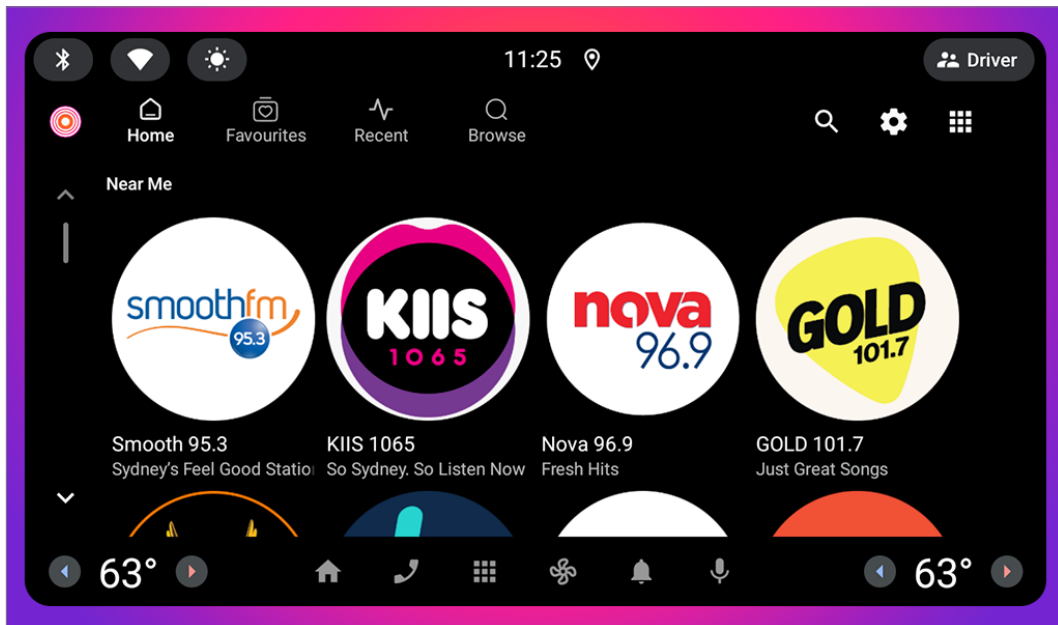 11:25
Driver
Home
Favourites
Recent
Browse
Near Me
smoothfm
95.3
KIIS
1065
nova
96.9
GOLD
101.7
Smooth 95.3
KIIS 1065
Nova 96.9
GOLD 101.7
Sydney's Feel Good Statio
So Sydney. So Listen Now
Fresh Hits
Just Great Songs
63°
63°